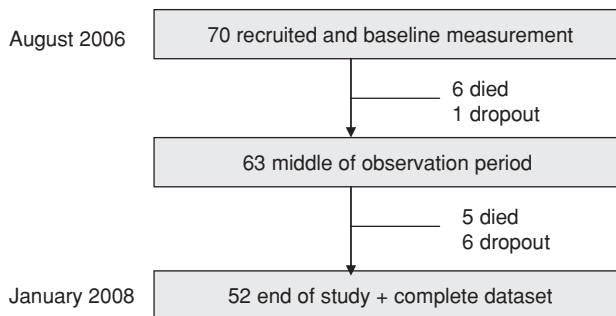 August 2006
70 recruited and baseline measurement
6 died
1 dropout
63 middle of observation period
5 died
6 dropout
January 2008
52 end of study + complete dataset